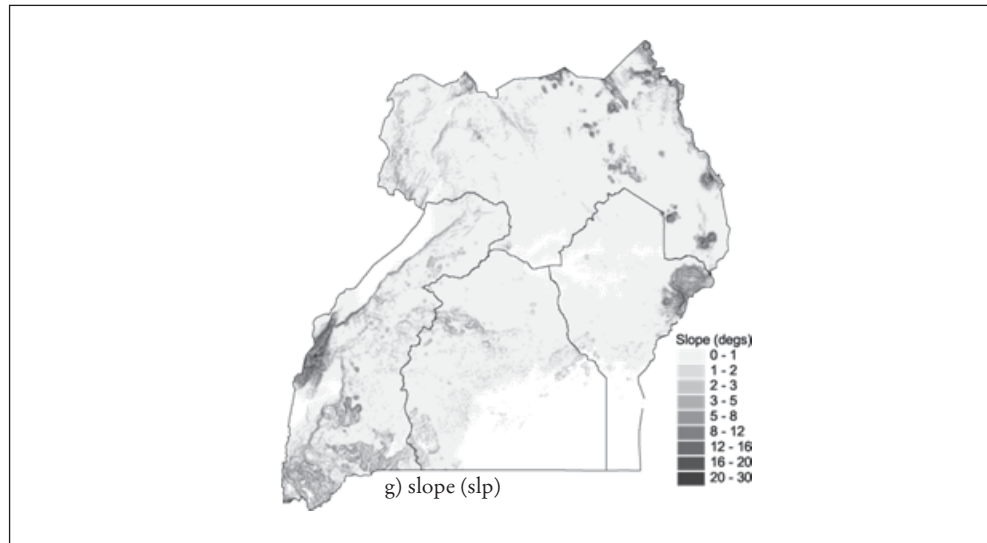 Slope (degs)
0 - 1
1 - 2
2 - 3
3 - 5
5 - 8
8 - 12
12 - 16
16 - 20
20 - 30
g) slope (slp)